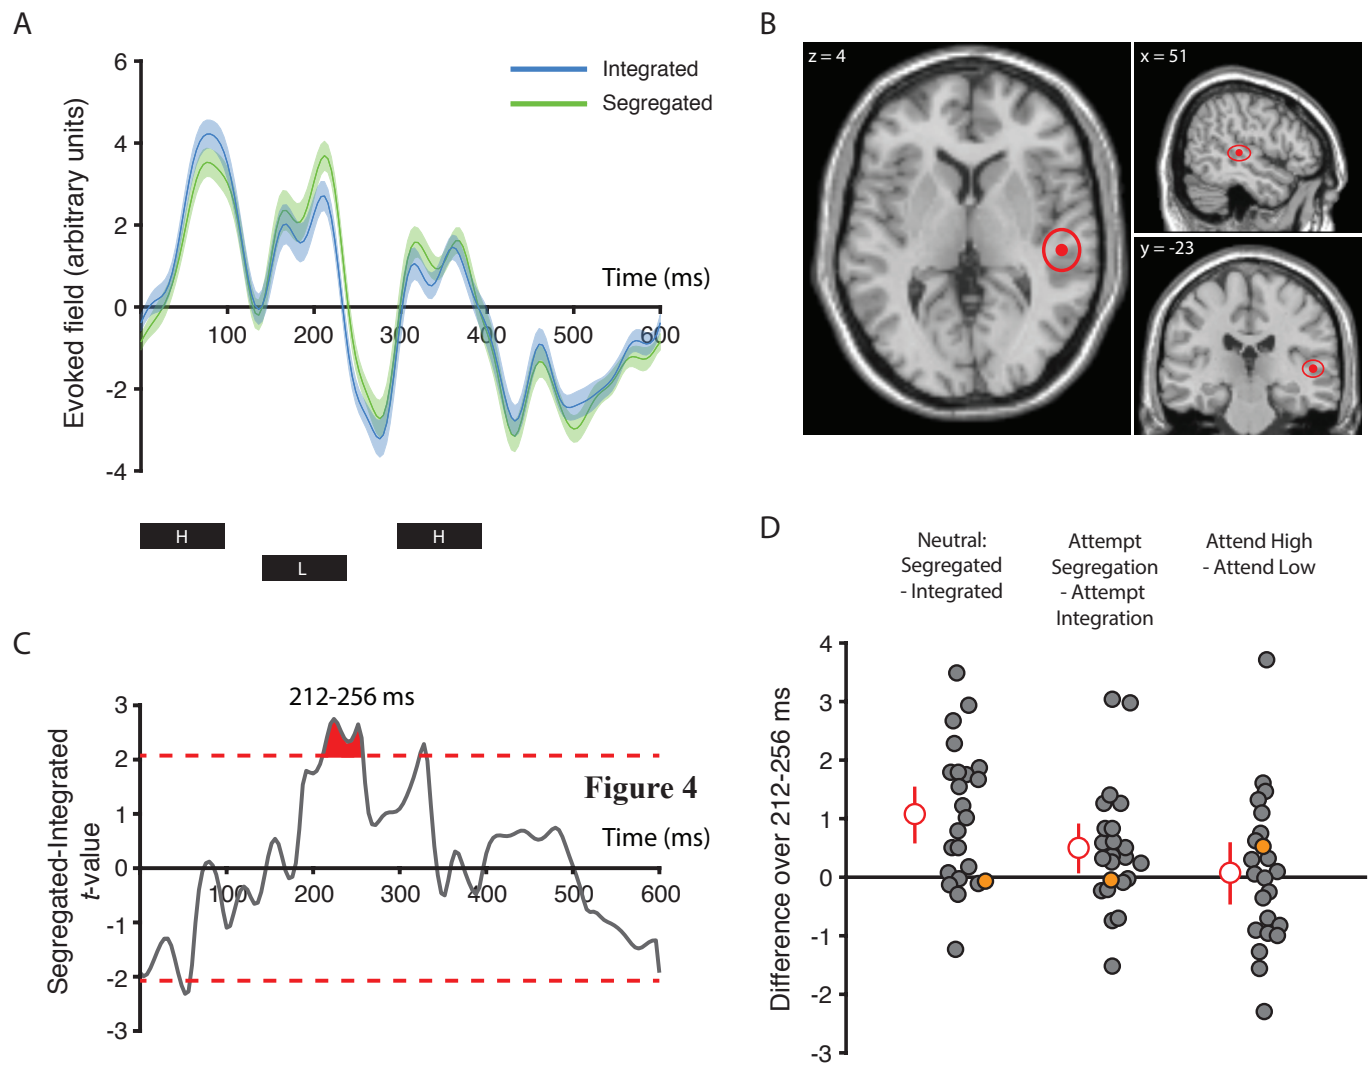 A
6
4
2
0
-2
-4
Evoked field (arbitrary units)
Integrated
Segregated
Time (ms)
100
200
300
400
500
600
H
L
H
B
z = 4
x = 51
y = -23
C
212-256 ms
3
2
1
0
-1
-2
-3
Segregated-Integrated
t-value
Figure 4
Time (ms)
100
200
300
400
500
600
D
Neutral:
Segregated
- Integrated
Attempt
Segregation
- Attempt
Integration
Attend High
- Attend Low
4
3
2
1
0
-1
-2
-3
Difference over 212-256 ms